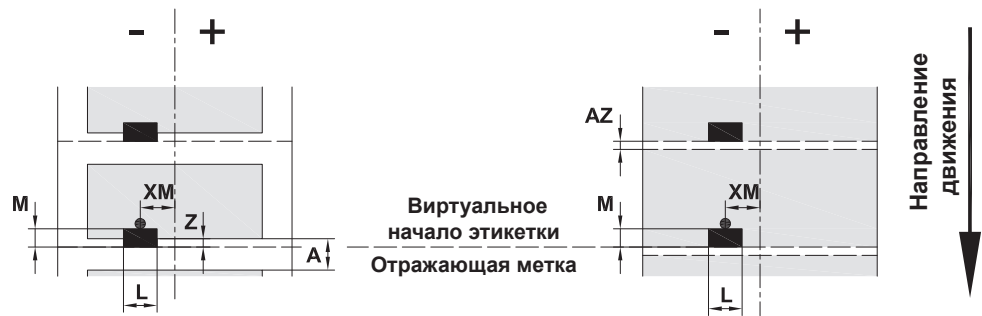 - +
- +
AZ
XM
XM
M
Z
M
A
L
L
Виртуальное
начало этикетки
Отражающая метка
Направление
движения